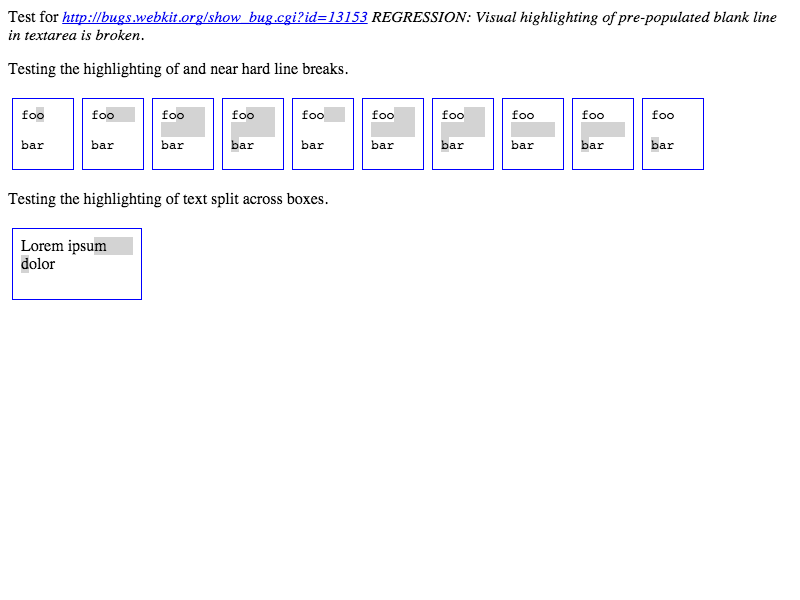 Test for http://bugs.webkit.org/show_bug.cgi?id=13153 REGRESSION: Visual highlighting of pre-populated blank line
in textarea is broken.
Testing the highlighting of and near hard line breaks.
foo foo foo foo foo foo foo foo foo foo
bar bar bar bar bar bar bar bar bar bar
Testing the highlighting of text split across boxes.
Lorem ipsum
dolor